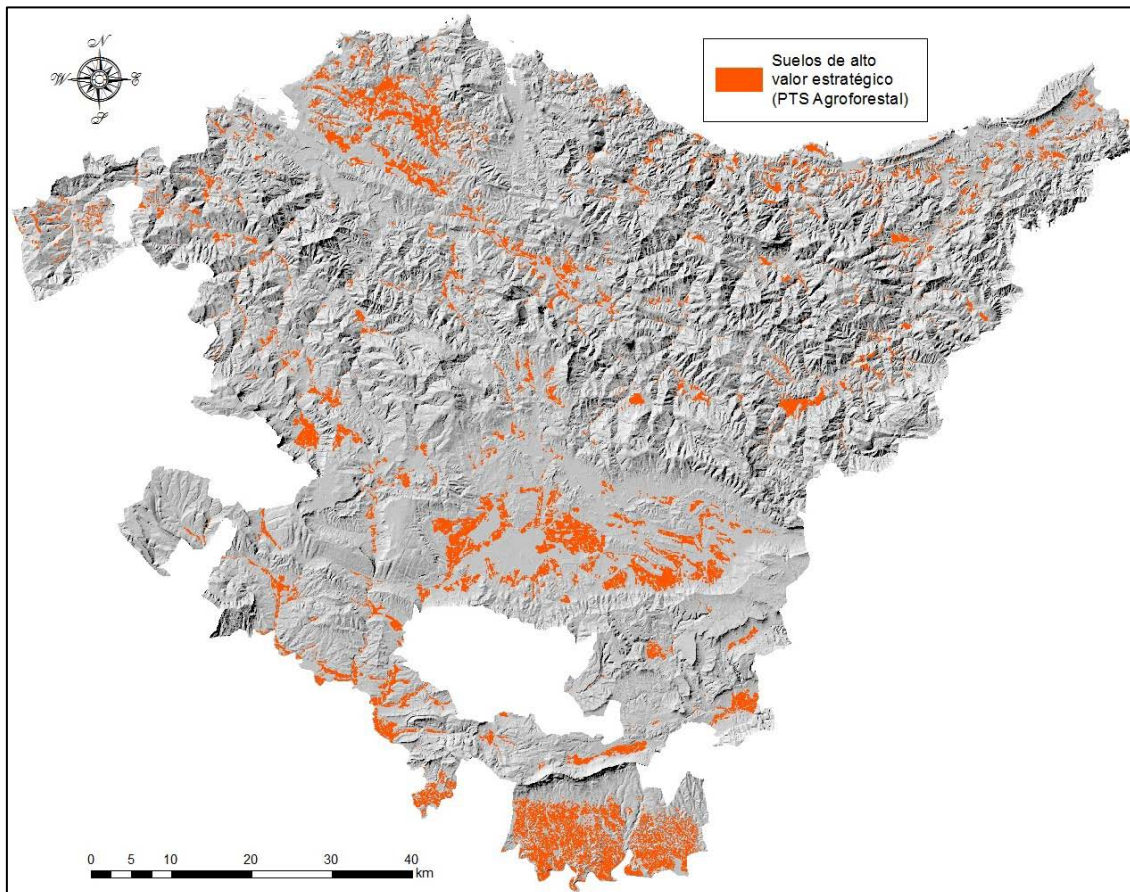 N
W
E
S
Suelos de alto
valor estratégico
(PTS Agroforestal)
0 5 10 20 30 40
km